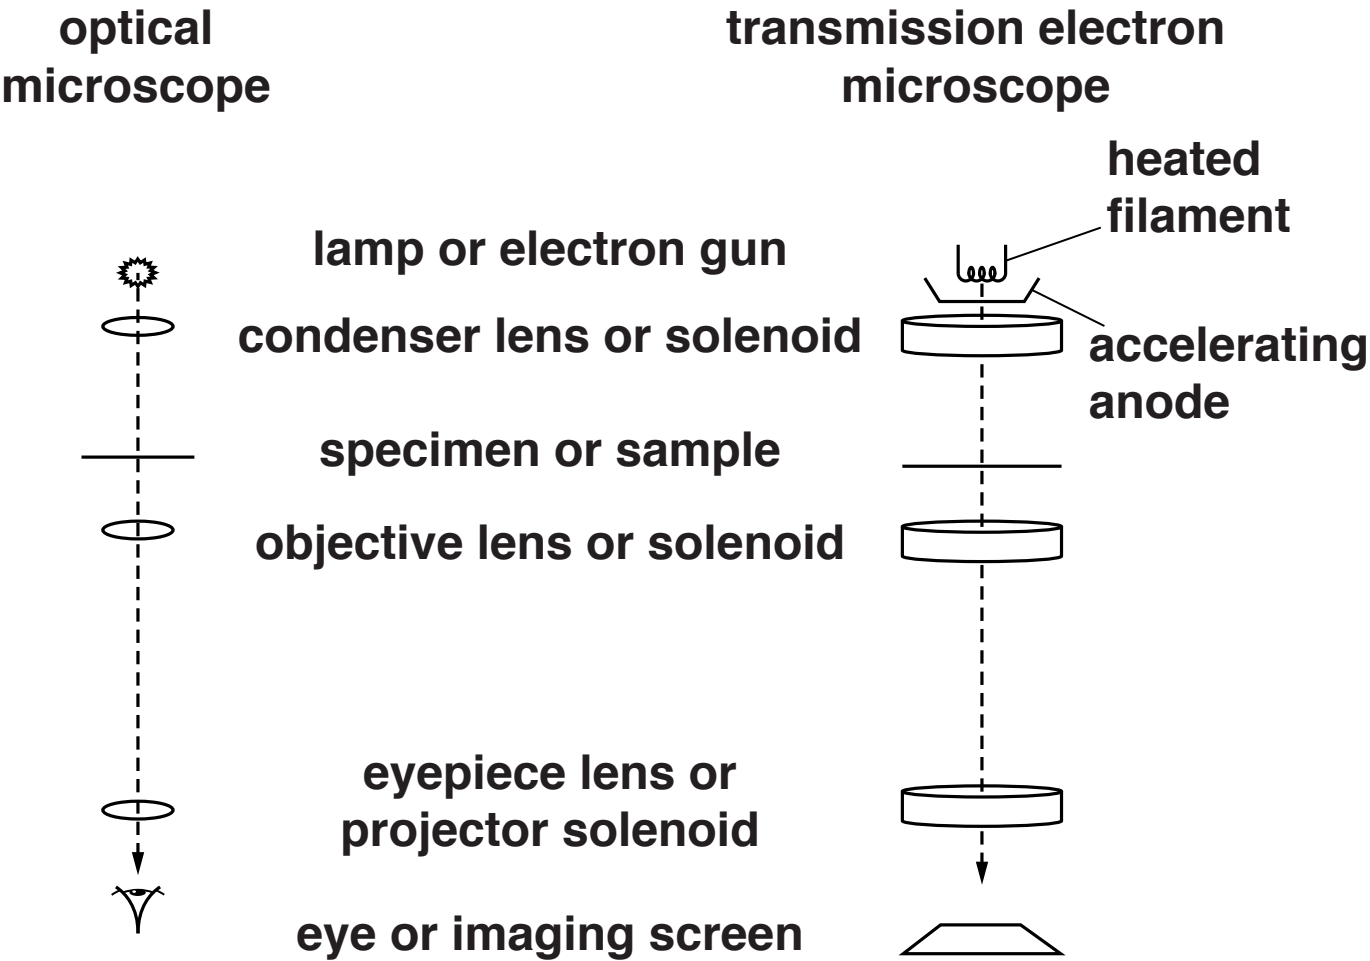 optical
microscope
transmission electron
microscope
heated
filament
lamp or electron gun
condenser lens or solenoid
accelerating
anode
specimen or sample
objective lens or solenoid
eyepiece lens or
projector solenoid
eye or imaging screen